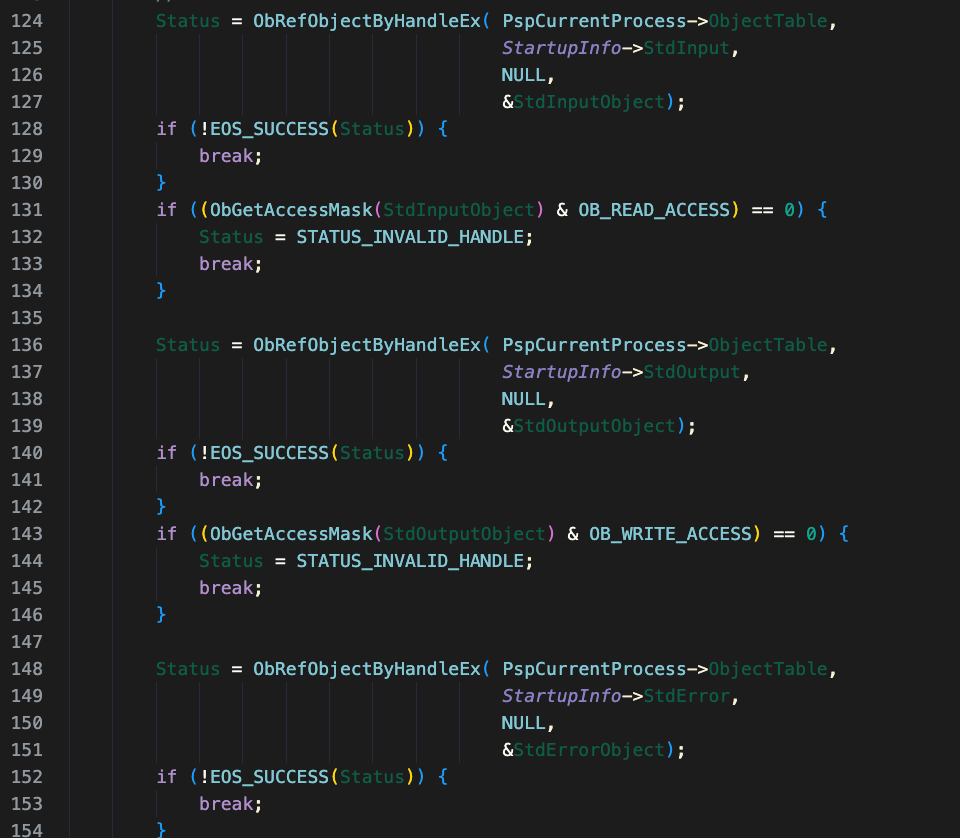 124 Status = ObRefObjectByHandleEx( PspCurrentProcess->ObjectTable,
125 StartupInfo->StdInput,
126 NULL,
127 &StdInputObject);
128 if (!EOS_SUCCESS(Status)) {
129 break;
130 }
131 if ((ObGetAccessMask(StdInputObject) & OB_READ_ACCESS) == 0) {
132 Status = STATUS_INVALID_HANDLE;
133 break;
134 }
135
136 Status = ObRefObjectByHandleEx( PspCurrentProcess->ObjectTable,
137 StartupInfo->StdOutput,
138 NULL,
139 &StdOutputObject);
140 if (!EOS_SUCCESS(Status)) {
141 break;
142 }
143 if ((ObGetAccessMask(StdOutputObject) & OB_WRITE_ACCESS) == 0) {
144 Status = STATUS_INVALID_HANDLE;
145 break;
146 }
147
148 Status = ObRefObjectByHandleEx( PspCurrentProcess->ObjectTable,
149 StartupInfo->StdError,
150 NULL,
151 &StdErrorObject);
152 if (!EOS_SUCCESS(Status)) {
153 break;
154 }